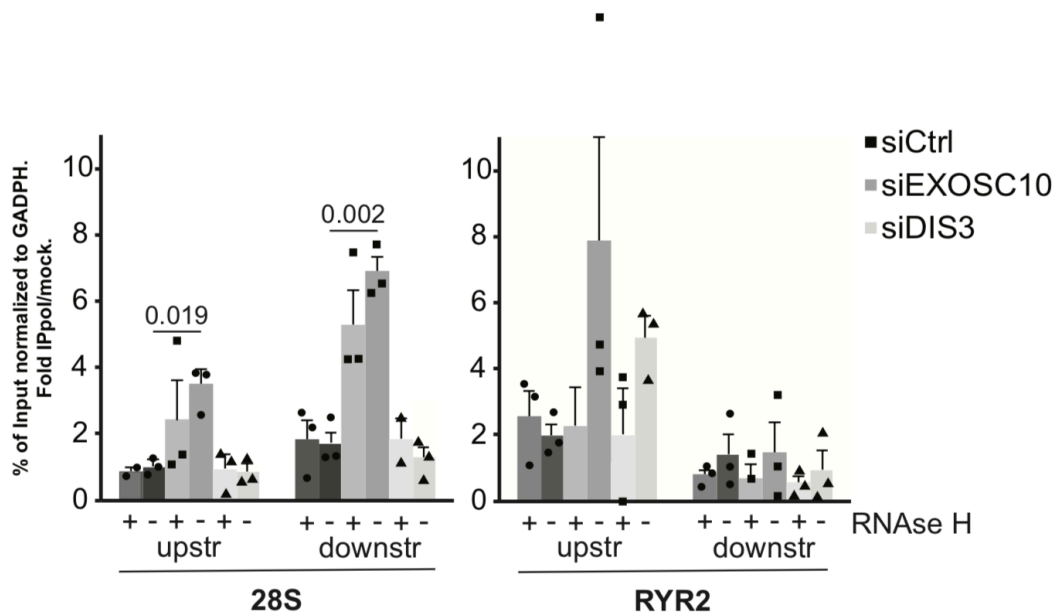 % of Input normalized to GADPH.
Fold IPpol/mock.
10
8
6
4
2
0
0.019
0.002
+ - + - + - + - + - + -
upstr downstr
28S
10
8
6
4
2
0
+ - + - + - + - + - + -
upstr downstr
RYR2
RNAse H
siCtrl
siEXOSC10
siDIS3